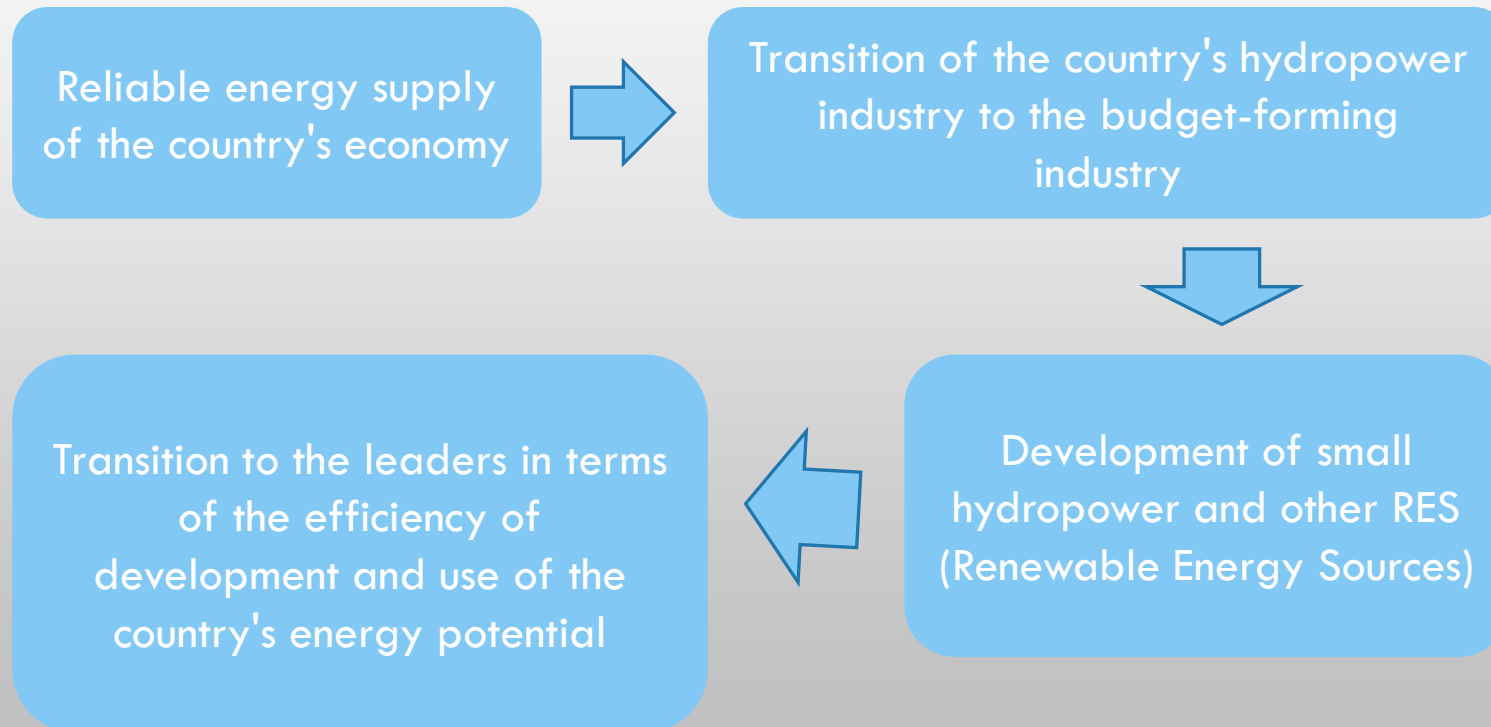 Reliable energy supply
of the country's economy
Transition of the country's hydropower
industry to the budget-forming
industry
Development of small
hydropower and other RES
(Renewable Energy Sources)
Transition to the leaders in terms
of the efficiency of
development and use of the
country's energy potential